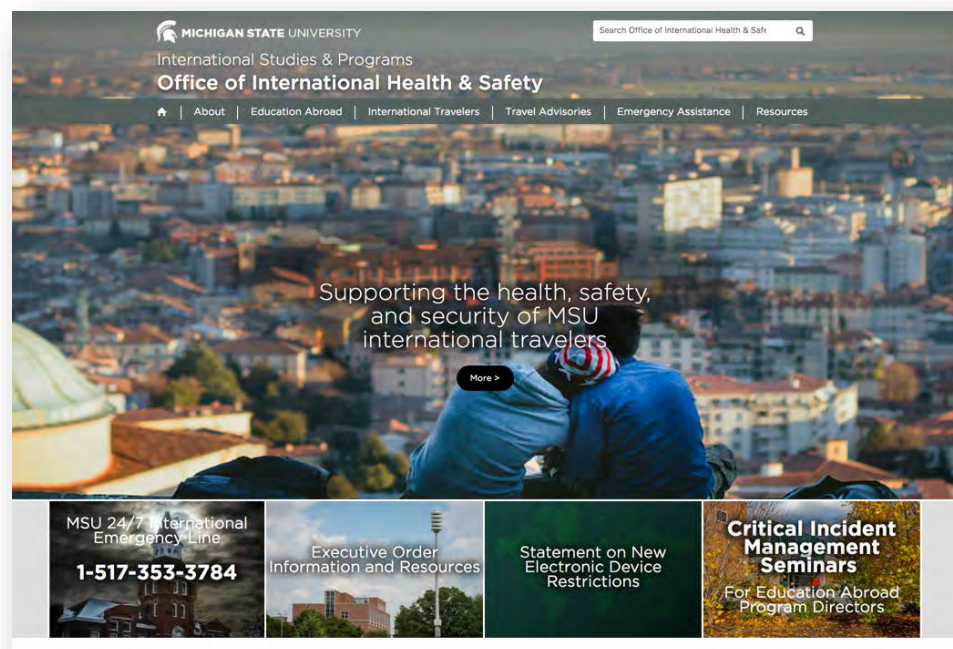 MICHIGAN STATE UNIVERSITY
Search Office of International Health & Safe
International Studies & Programs
Office of International Health & Safety
About | Education Abroad | International Travelers | Travel Advisories | Emergency Assistance | Resources
Supporting the health, safety,
and security of MSU
international travelers
More >
MSU 24/7 International
Emergency Line
1-517-353-3784
Executive Order
Information and Resources
Statement on New
Electronic Device
Restrictions
Critical Incident
Management
Seminars
For Education Abroad
Program Directors